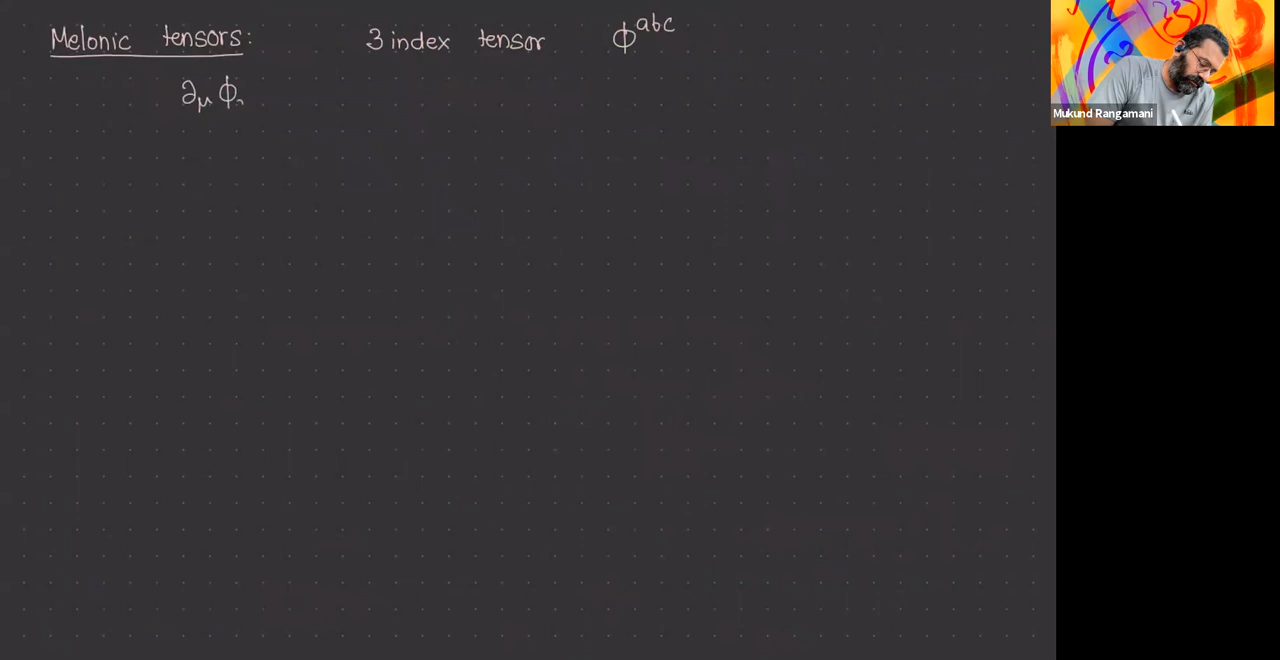 Melonic tensors: 3 index tensor ϕ^{abc}
∂_μ ϕ
Mukund Rangamani